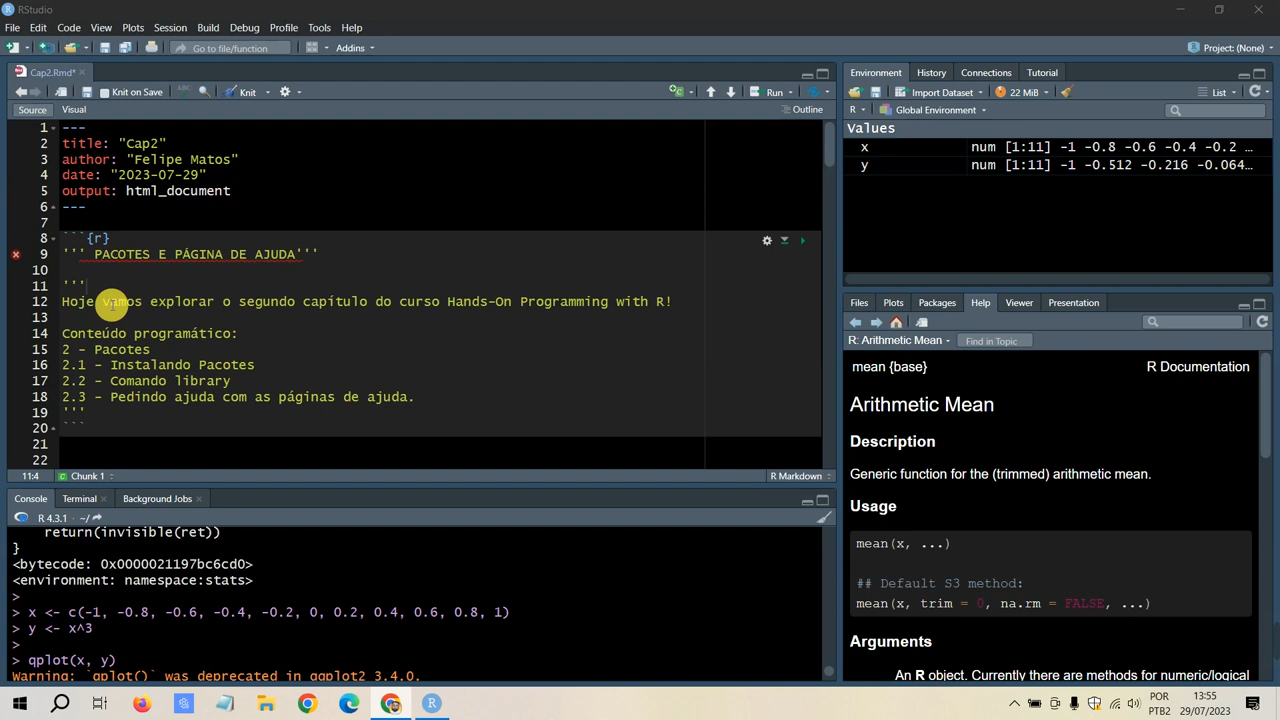 RStudio
File Edit Code View Plots Session Build Debug Profile Tools Help
Go to file/function Addins Project: (None)
Cap2.Rmd*
Knit on Save ABC Knit Run
Source Visual Outline
1 ---
2 title: "Cap2"
3 author: "Felipe Matos"
4 date: "2023-07-29"
5 output: html_document
6 ---
7
8 ```{r}
9 ''' PACOTES E PÁGINA DE AJUDA'''
10
11 '''
12 Hoje vamos explorar o segundo capítulo do curso Hands-On Programming with R!
13
14 Conteúdo programático:
15 2 - Pacotes
16 2.1 - Instalando Pacotes
17 2.2 - Comando library
18 2.3 - Pedindo ajuda com as páginas de ajuda.
19 '''
20 ```
21
22
11:4 Chunk 1 R Markdown
Console Terminal Background Jobs
R 4.3.1 · ~/
return(invisible(ret))
}
<bytecode: 0x0000021197bc6cd0>
<environment: namespace:stats>
>
> x <- c(-1, -0.8, -0.6, -0.4, -0.2, 0, 0.2, 0.4, 0.6, 0.8, 1)
> y <- x^3
>
> qplot(x, y)
Warning: `qplot()` was deprecated in ggplot2 3.4.0.
Environment History Connections Tutorial
Import Dataset 22 MiB List
R Global Environment
Values
x num [1:11] -1 -0.8 -0.6 -0.4 -0.2 ...
y num [1:11] -1 -0.512 -0.216 -0.064...
Files Plots Packages Help Viewer Presentation
R: Arithmetic Mean Find in Topic
mean {base} R Documentation
Arithmetic Mean
Description
Generic function for the (trimmed) arithmetic mean.
Usage
mean(x, ...)
## Default S3 method:
mean(x, trim = 0, na.rm = FALSE, ...)
Arguments
An R object. Currently there are methods for numeric/logical
POR
PTB2
13:55
29/07/2023